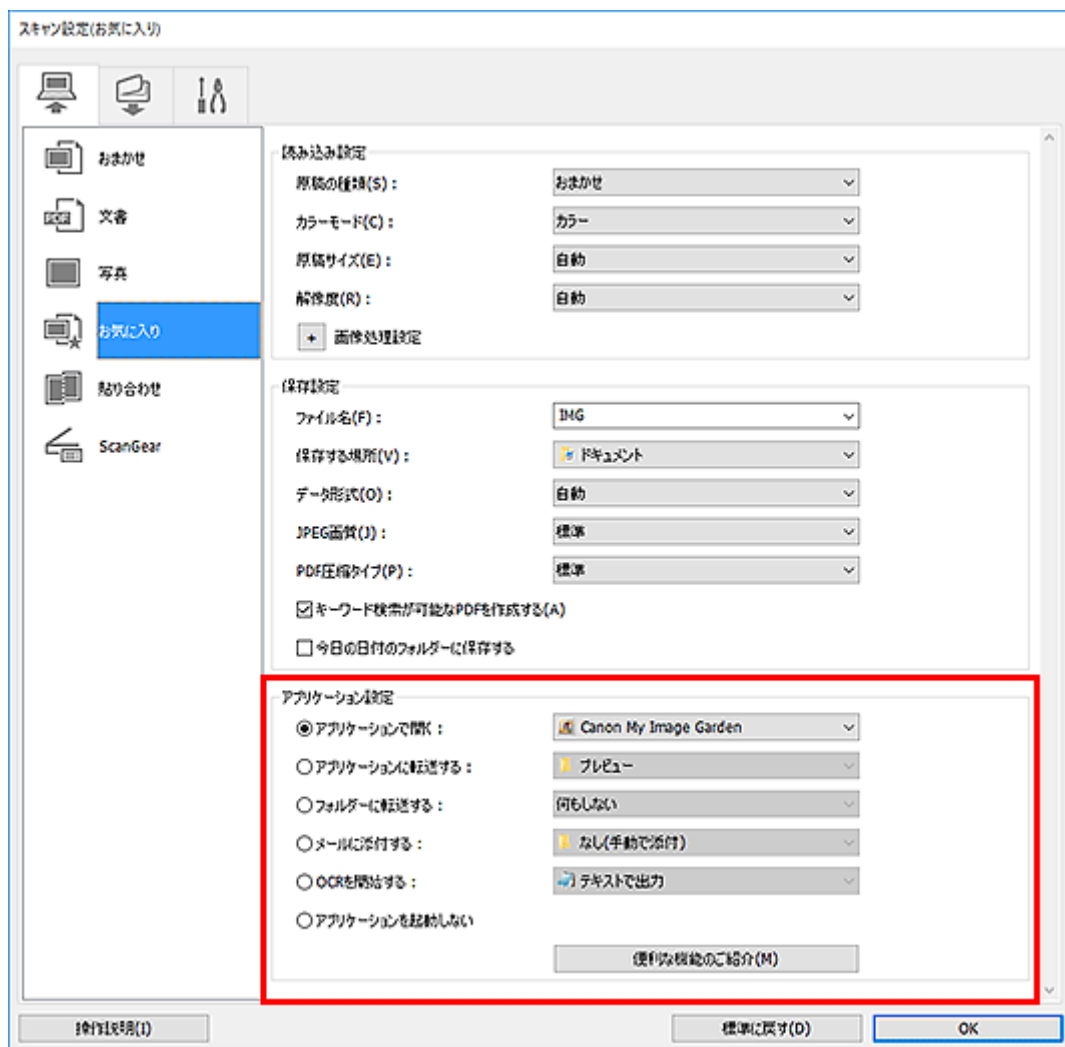 スキャン設定(お気に入り)
おまかせ
文書
写真
お気に入り
貼り合わせ
ScanGear
読み込み設定
原稿の種類(S)： おまかせ
カラーモード(C)： カラー
原稿サイズ(E)： 自動
解像度(R)： 自動
+ 画像処理設定
保存設定
ファイル名(F)： IMG
保存する場所(V)： ドキュメント
データ形式(O)： 自動
JPEG画質(J)： 標準
PDF圧縮タイプ(P)： 標準
キーワード検索が可能なPDFを作成する(A)
今日の日付のフォルダーに保存する
アプリケーション設定
アプリケーションで開く： Canon My Image Garden
アプリケーションに転送する： プレビュー
フォルダーに転送する： 何もしない
メールに添付する： なし(手動で添付)
OCRを開始する： テキストで出力
アプリケーションを起動しない
便利な機能のご紹介(M)
操作説明(I) 標準に戻す(D) OK